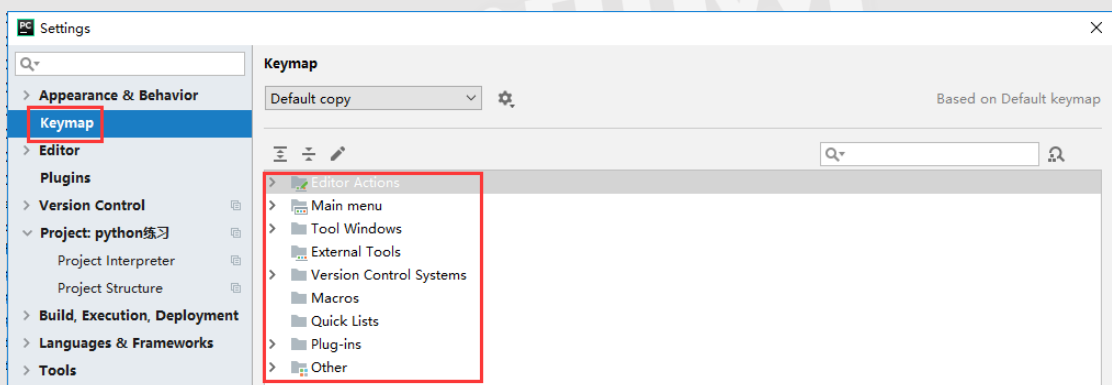 PC Settings
Appearance & Behavior
Keymap
Editor
Plugins
Version Control
Project: python练习
Project Interpreter
Project Structure
Build, Execution, Deployment
Languages & Frameworks
Tools
Keymap
Default copy
Based on Default keymap
Editor Actions
Main menu
Tool Windows
External Tools
Version Control Systems
Macros
Quick Lists
Plug-ins
Other